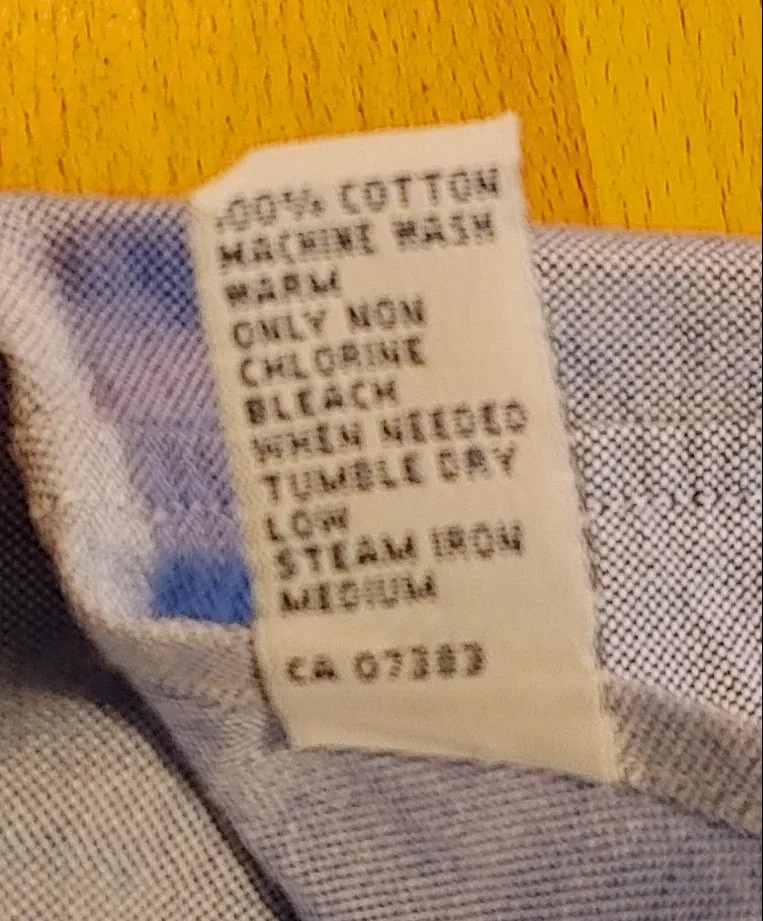 100% COTTON
MACHINE WASH
WARM
ONLY NON
CHLORINE
BLEACH
WHEN NEEDED
TUMBLE DRY
LOW
STEAM IRON
MEDIUM
CA 07383